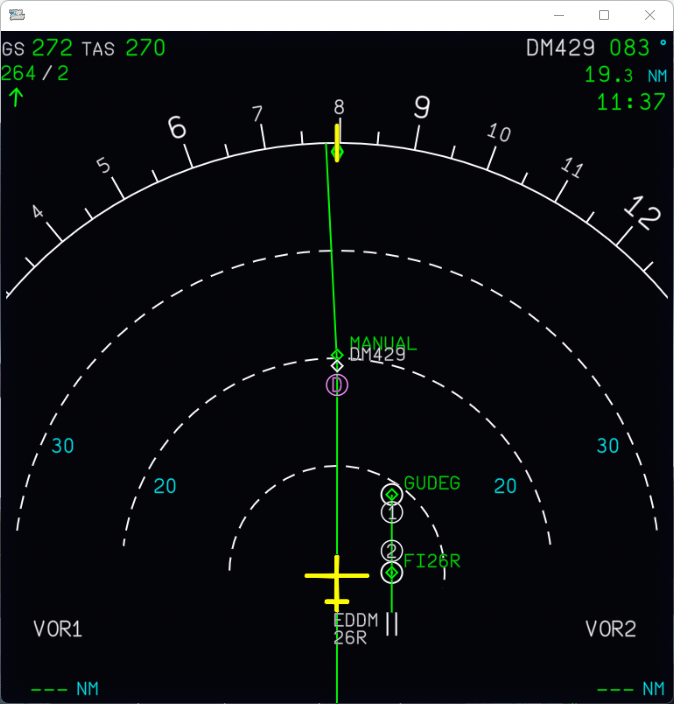 GS 272 TAS 270
DM429 083 °
264 / 2
19.3 NM
11:37
4 5 6 7 8 9 10 11 12
MANUAL
DM429
D
30 30
20 20
GUDEG
1
2
FI26R
EDDM
26R
VOR1 VOR2
--- NM --- NM